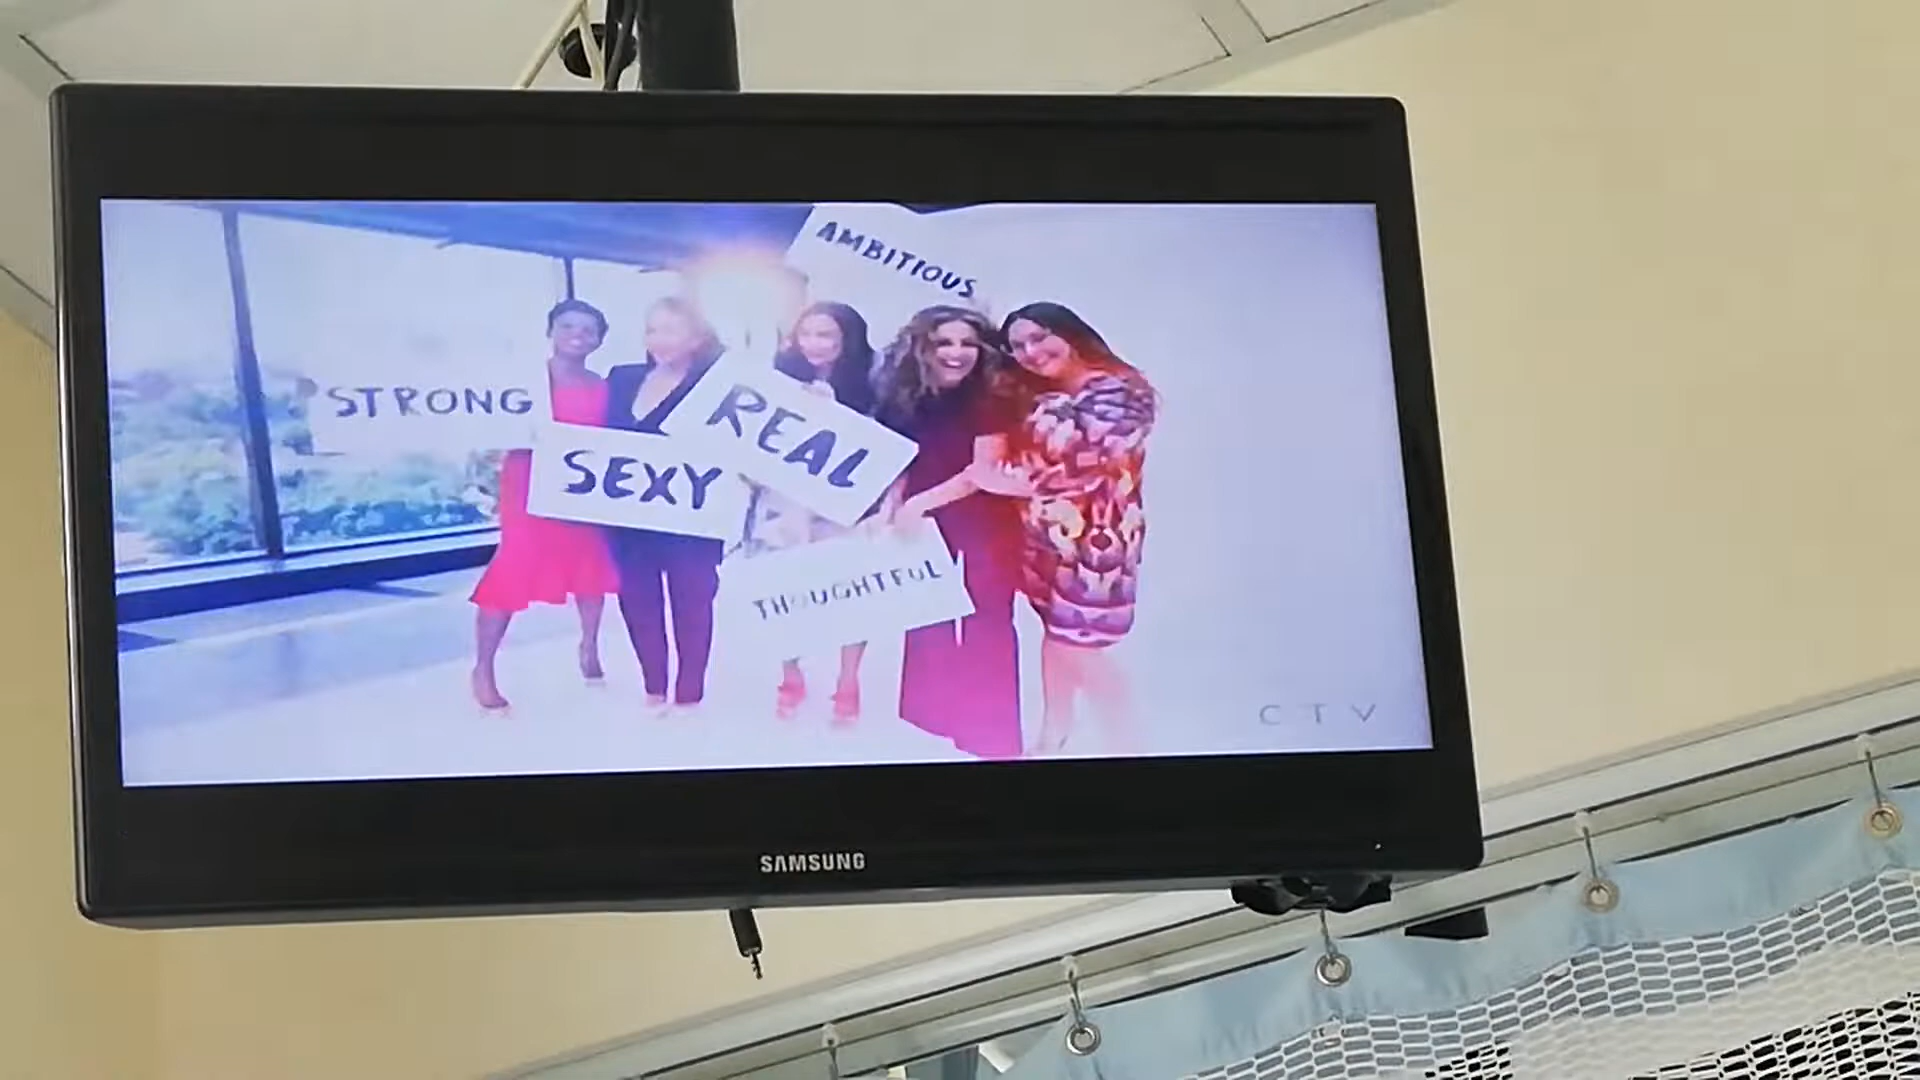 AMBITIOUS
STRONG
REAL
SEXY
THOUGHTFUL
CTV
SAMSUNG